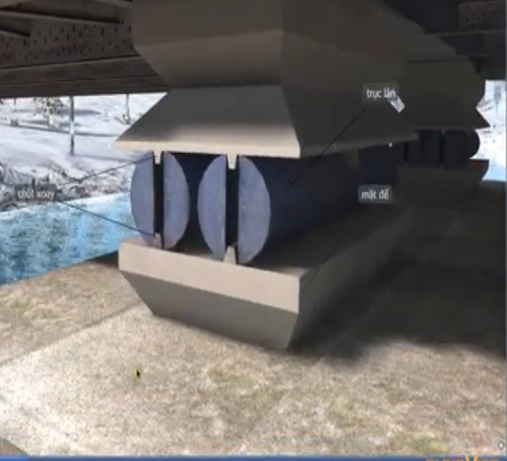 trục lăn
chốt xoay
mặt đế